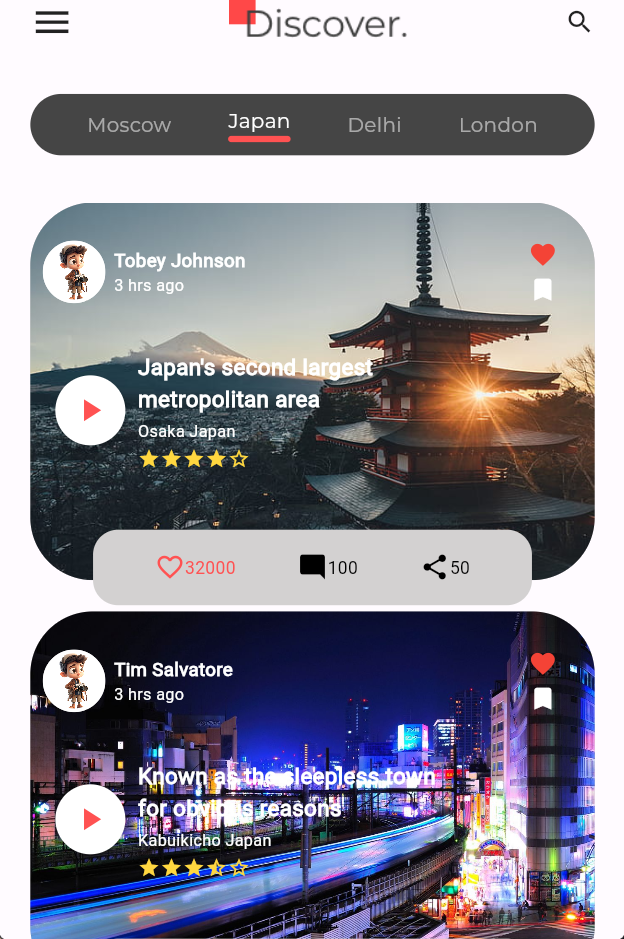 Discover.
Moscow Japan Delhi London
Tobey Johnson
3 hrs ago
Japan's second largest
metropolitan area
Osaka Japan
32000 100 50
Tim Salvatore
3 hrs ago
Known as the sleepless town
for obvious reasons
Kabuikicho Japan